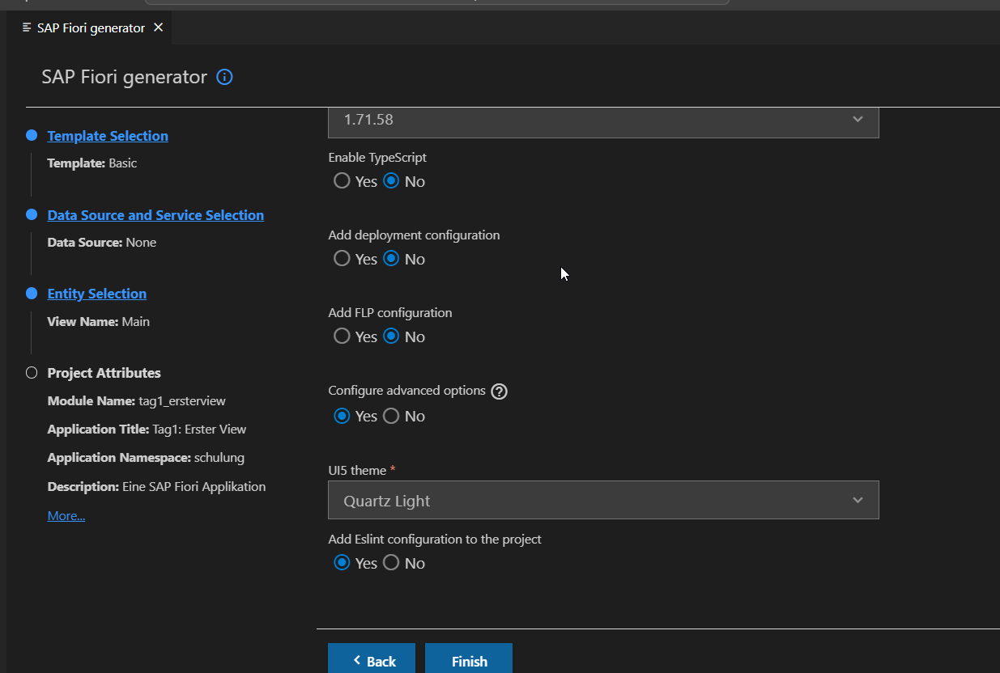 SAP Fiori generator
SAP Fiori generator
Template Selection
Template: Basic
Data Source and Service Selection
Data Source: None
Entity Selection
View Name: Main
Project Attributes
Module Name: tag1_ersterview
Application Title: Tag1: Erster View
Application Namespace: schulung
Description: Eine SAP Fiori Applikation
More...
1.71.58
Enable TypeScript
Yes No
Add deployment configuration
Yes No
Add FLP configuration
Yes No
Configure advanced options ?
Yes No
UI5 theme *
Quartz Light
Add Eslint configuration to the project
Yes No
Back Finish